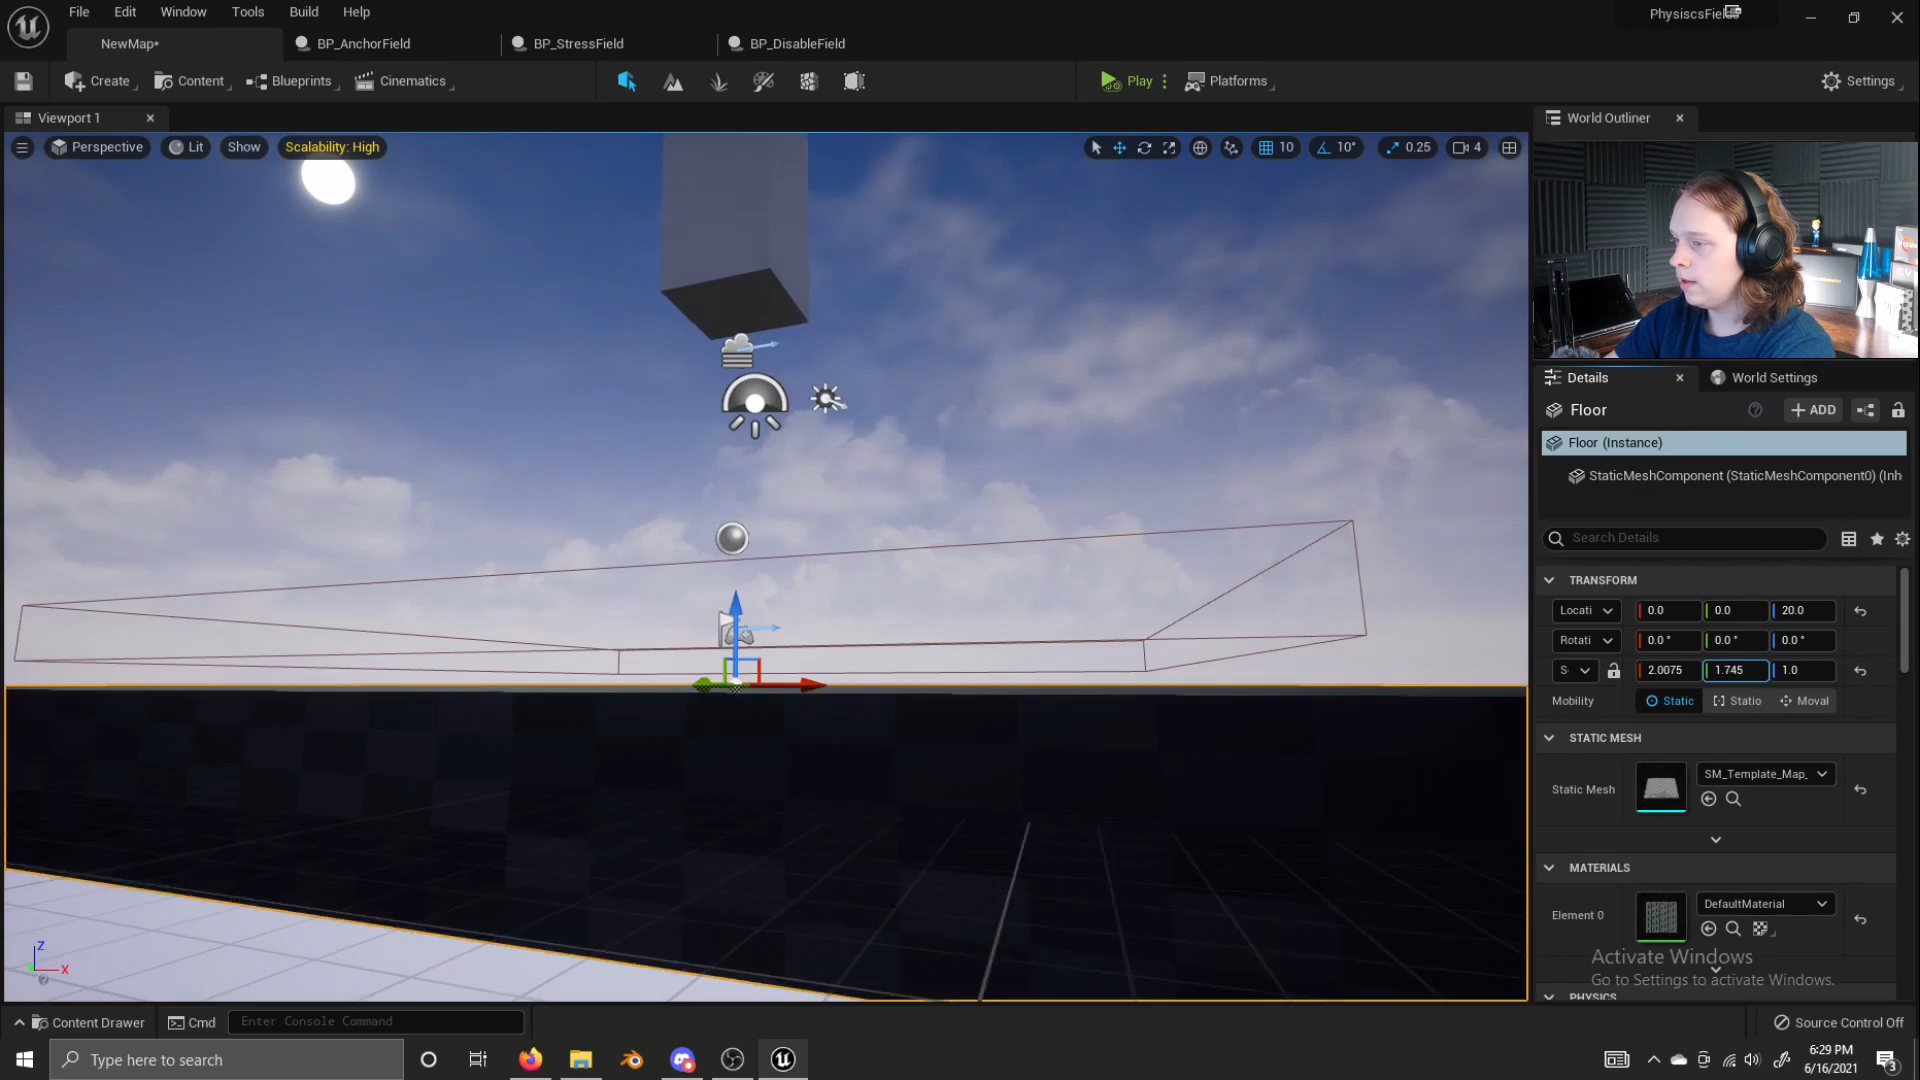 File Edit Window Tools Build Help
NewMap* BP_AnchorField BP_StressField BP_DisableField
Create Content Blueprints Cinematics Play Platforms Settings
Viewport 1 World Outliner
Perspective Lit Show Scalability: High 10 10° 0.25 4
Details World Settings
Floor ADD
Floor (Instance)
StaticMeshComponent (StaticMeshComponent0) (Inh
Search Details
TRANSFORM
Locati 0.0 0.0 20.0
Rotati 0.0 ° 0.0 ° 0.0 °
S 2.0075 1.745 1.0
Mobility Static Statio Moval
STATIC MESH
Static Mesh SM_Template_Map_
MATERIALS
Element 0 DefaultMaterial
Activate Windows
Go to Settings to activate Windows.
PHYSICS
Z
X
Content Drawer Cmd Enter Console Command Source Control Off
Type here to search
6:29 PM
6/16/2021
3